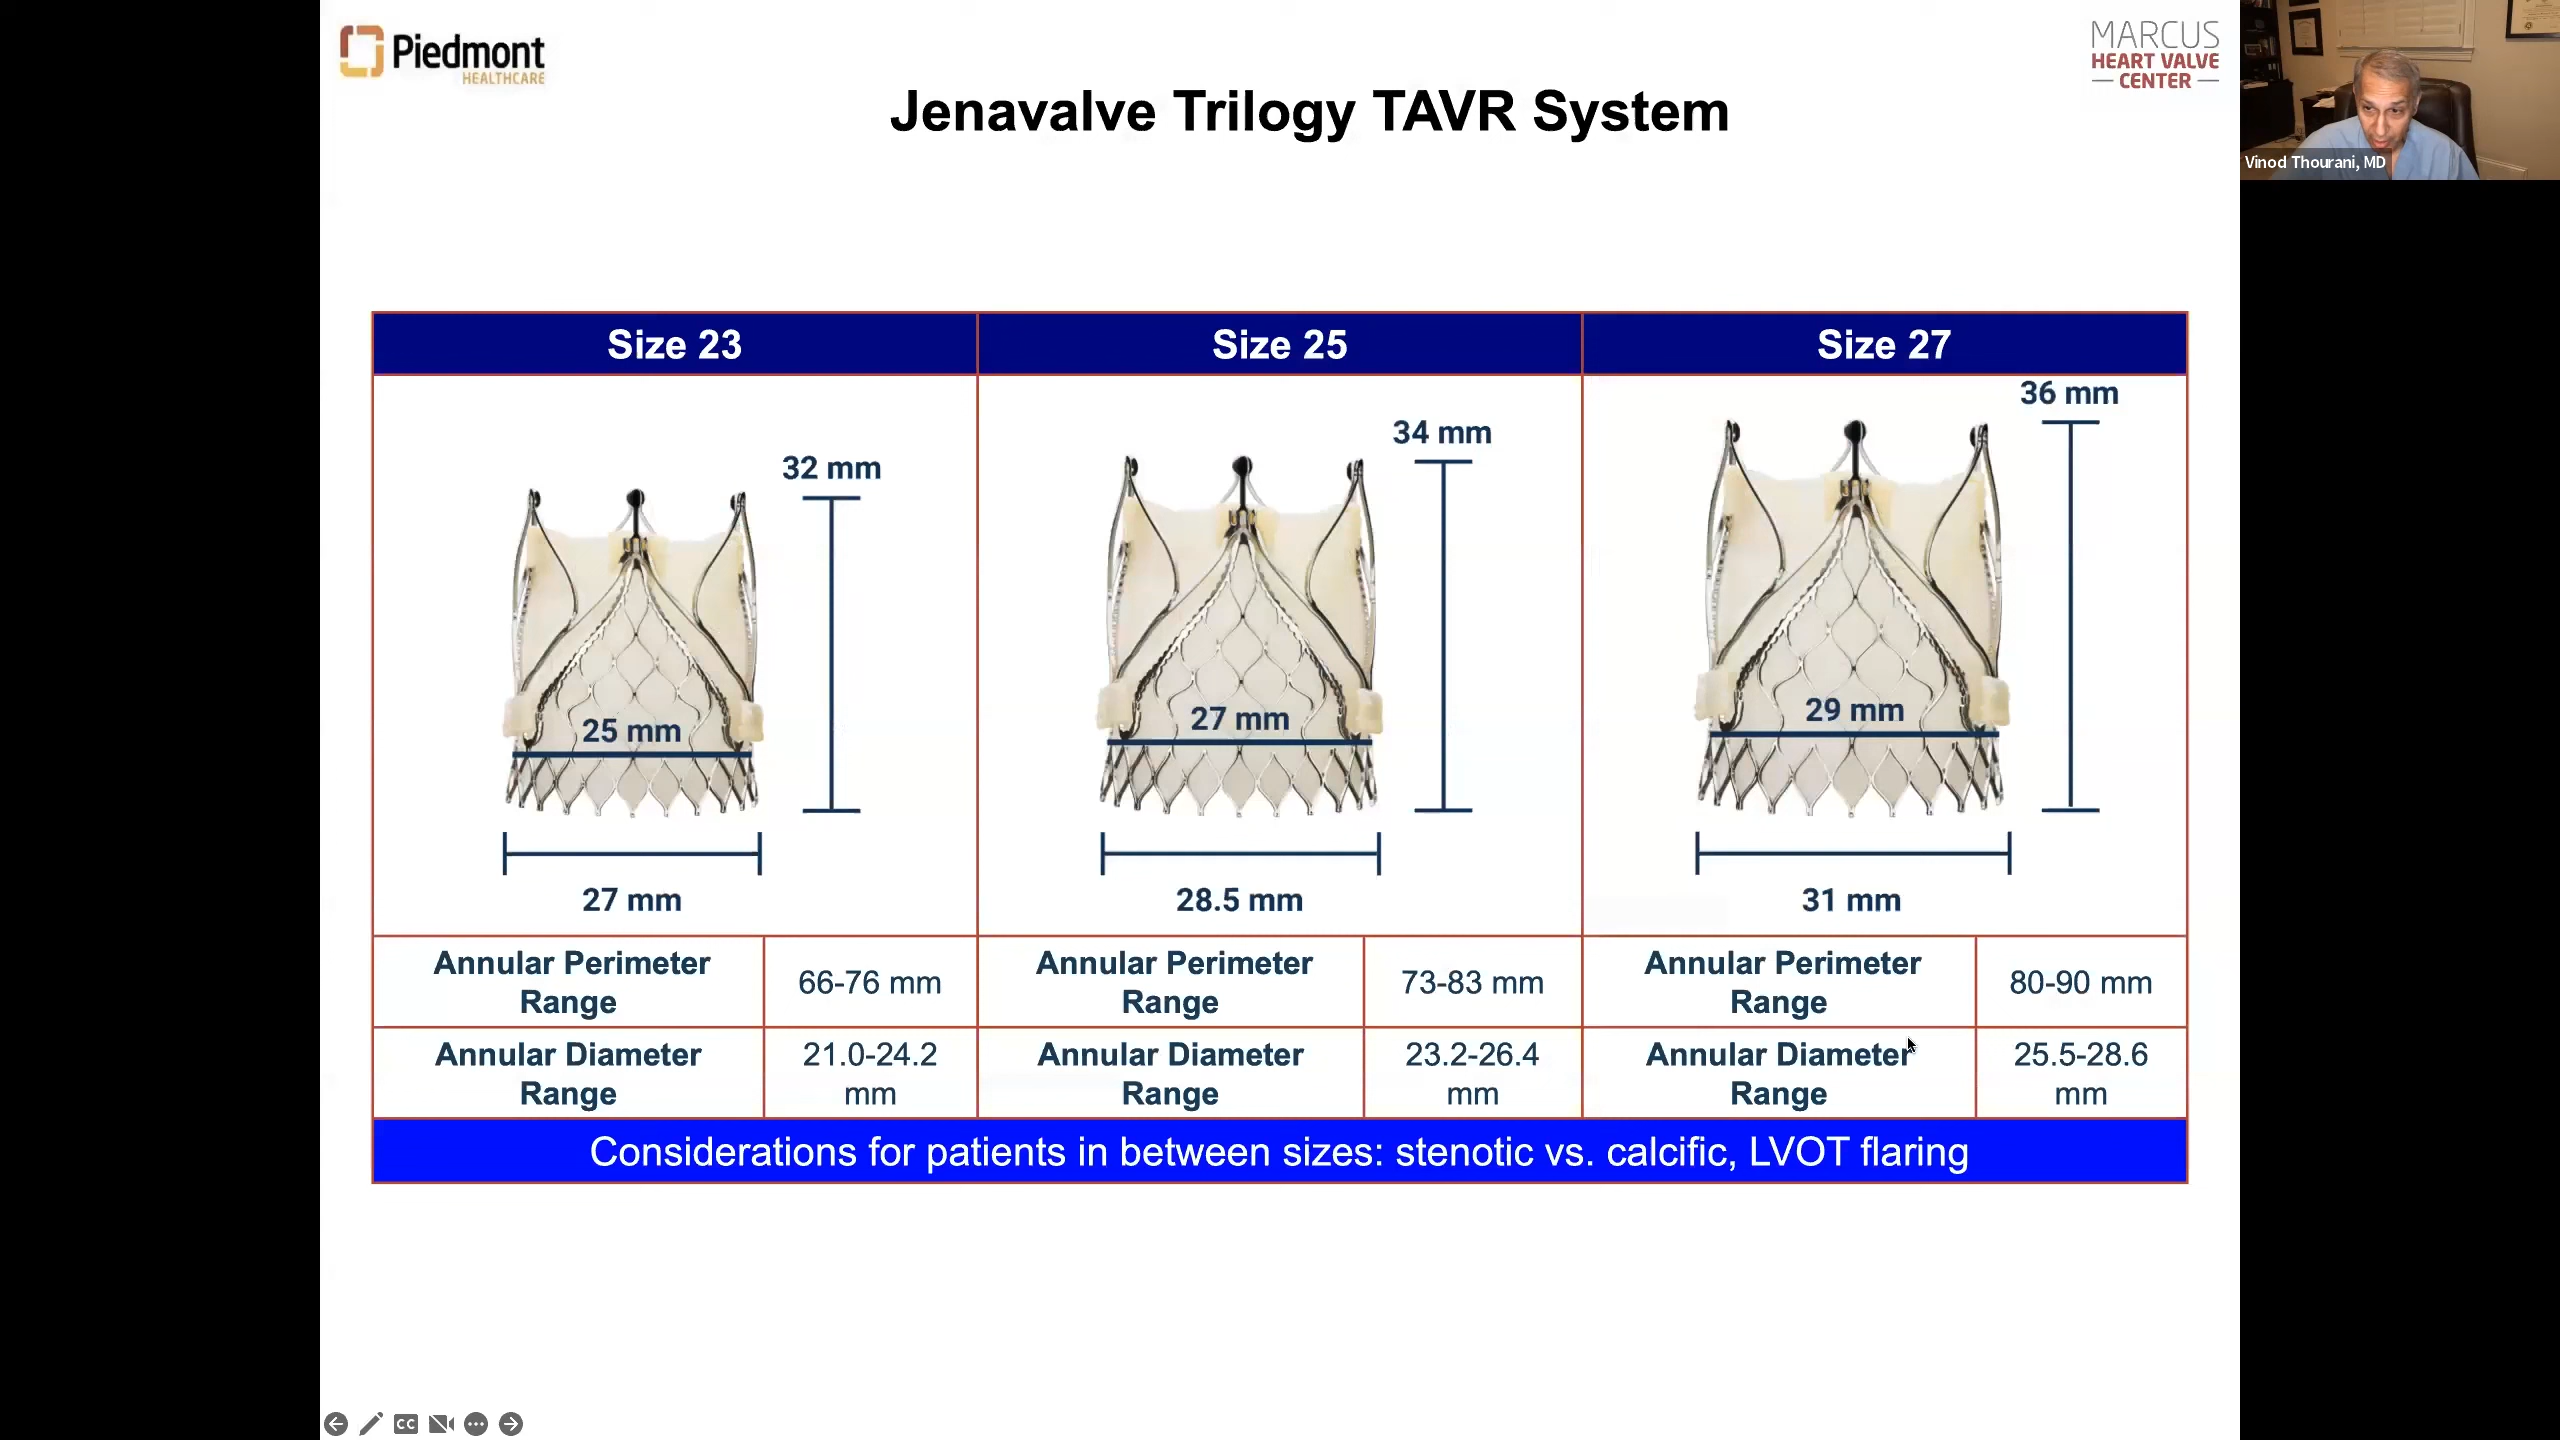 Piedmont
HEALTHCARE
MARCUS
HEART VALVE
CENTER
Vinod Thourani, MD
Jenavalve Trilogy TAVR System
Size 23
Size 25
Size 27
32 mm
25 mm
27 mm
34 mm
27 mm
28.5 mm
36 mm
29 mm
31 mm
Annular Perimeter
Range
66-76 mm
Annular Perimeter
Range
73-83 mm
Annular Perimeter
Range
80-90 mm
Annular Diameter
Range
21.0-24.2
mm
Annular Diameter
Range
23.2-26.4
mm
Annular Diameter
Range
25.5-28.6
mm
Considerations for patients in between sizes: stenotic vs. calcific, LVOT flaring
CC